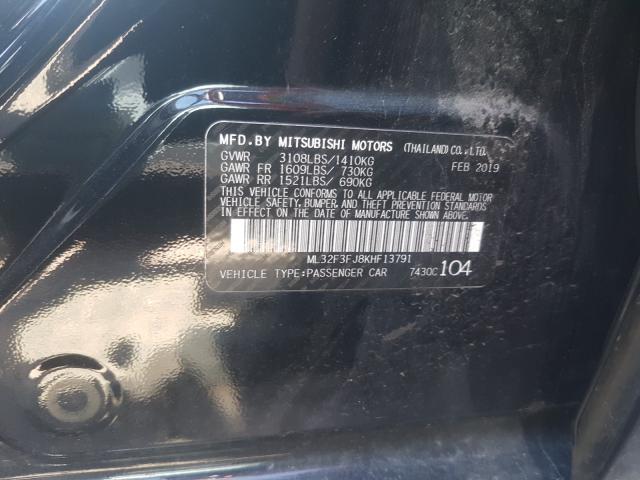 MFD. BY MITSUBISHI MOTORS (THAILAND) CO., LTD.
GVWR 3108LBS/1410KG FEB 2019
GAWR FR 1609LBS/ 730KG
GAWR RR 1521LBS/ 690KG
THIS VEHICLE CONFORMS TO ALL APPLICABLE FEDERAL MOTOR
VEHICLE SAFETY, BUMPER, AND THEFT PREVENTION STANDARDS
IN EFFECT ON THE DATE OF MANUFACTURE SHOWN ABOVE.
ML32F3FJ8KHF13791
VEHICLE TYPE:PASSENGER CAR 7430C 104